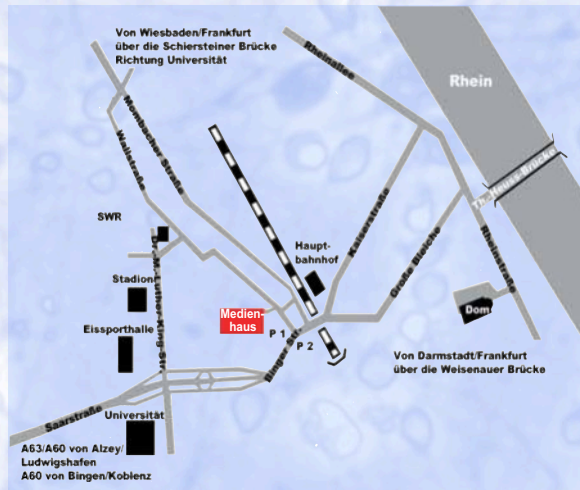 Von Wiesbaden/Frankfurt
über die Schiersteiner Brücke
Richtung Universität
Rheinallee
Rhein
Mombacher Straße
Wallstraße
Th.-Heuss-Brücke
SWR
Kaiserstraße
Große Bleiche
Rheinstraße
Haupt-
bahnhof
Dr.-M.-Luther-King-Str.
Stadion
Medien-
haus
Dom
Eissporthalle
P 1
P 2
Binger Str.
Von Darmstadt/Frankfurt
über die Weisenauer Brücke
Saarstraße
Universität
A63/A60 von Alzey/
Ludwigshafen
A60 von Bingen/Koblenz